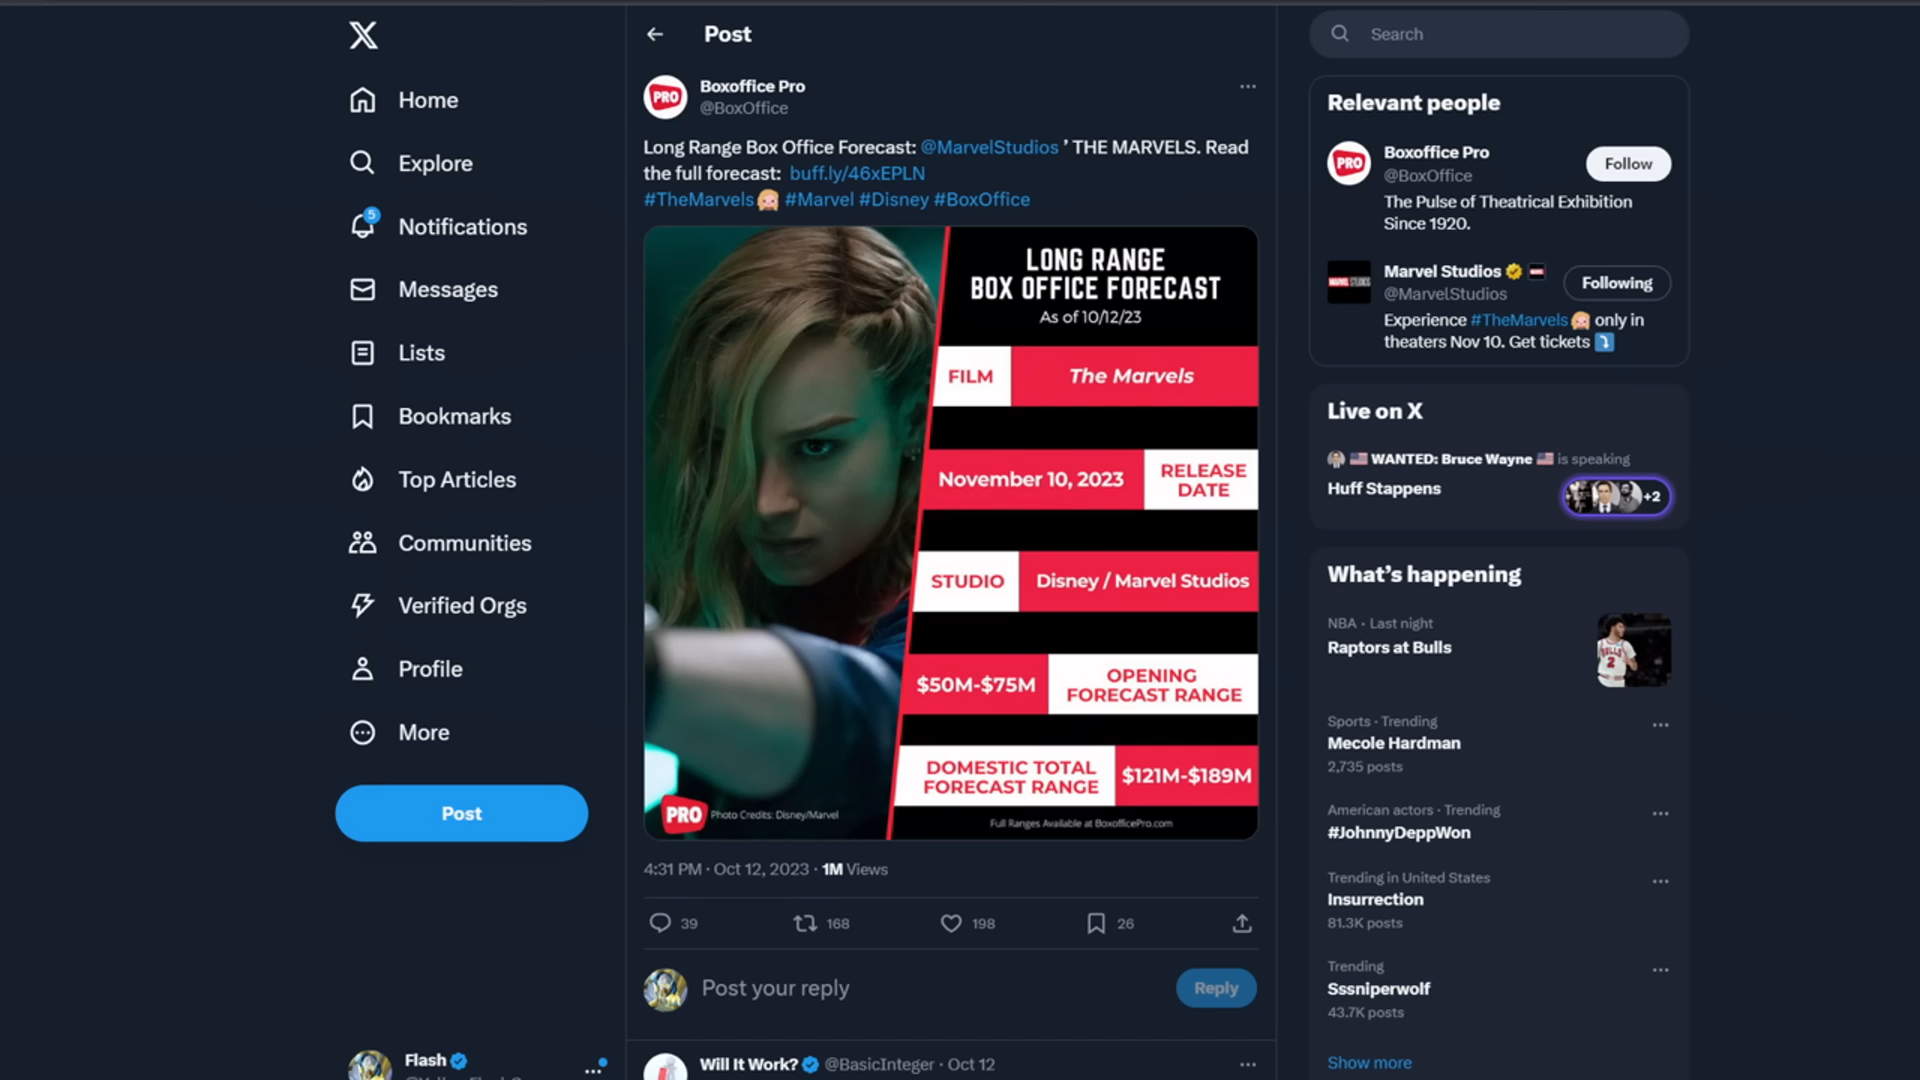 X
Home
Explore
5
Notifications
Messages
Lists
Bookmarks
Top Articles
Communities
Verified Orgs
Profile
More
Post
Flash
Post
PRO
Boxoffice Pro
@BoxOffice
Long Range Box Office Forecast: @MarvelStudios ’ THE MARVELS. Read
the full forecast: buff.ly/46xEPLN
#TheMarvels #Marvel #Disney #BoxOffice
LONG RANGE
BOX OFFICE FORECAST
As of 10/12/23
FILM The Marvels
November 10, 2023 RELEASE DATE
STUDIO Disney / Marvel Studios
$50M-$75M OPENING FORECAST RANGE
DOMESTIC TOTAL FORECAST RANGE $121M-$189M
PRO Photo Credits: Disney/Marvel
Full Ranges Available at BoxofficePro.com
4:31 PM · Oct 12, 2023 · 1M Views
39 168 198 26
Post your reply
Reply
Will It Work? @BasicInteger · Oct 12
Search
Relevant people
PRO
Boxoffice Pro
@BoxOffice
Follow
The Pulse of Theatrical Exhibition
Since 1920.
MARVEL STUDIOS
Marvel Studios
@MarvelStudios
Following
Experience #TheMarvels only in
theaters Nov 10. Get tickets
Live on X
WANTED: Bruce Wayne is speaking
Huff Stappens
+2
What’s happening
NBA · Last night
Raptors at Bulls
BULLS
2
Sports · Trending
Mecole Hardman
2,735 posts
American actors · Trending
#JohnnyDeppWon
Trending in United States
Insurrection
81.3K posts
Trending
Sssniperwolf
43.7K posts
Show more